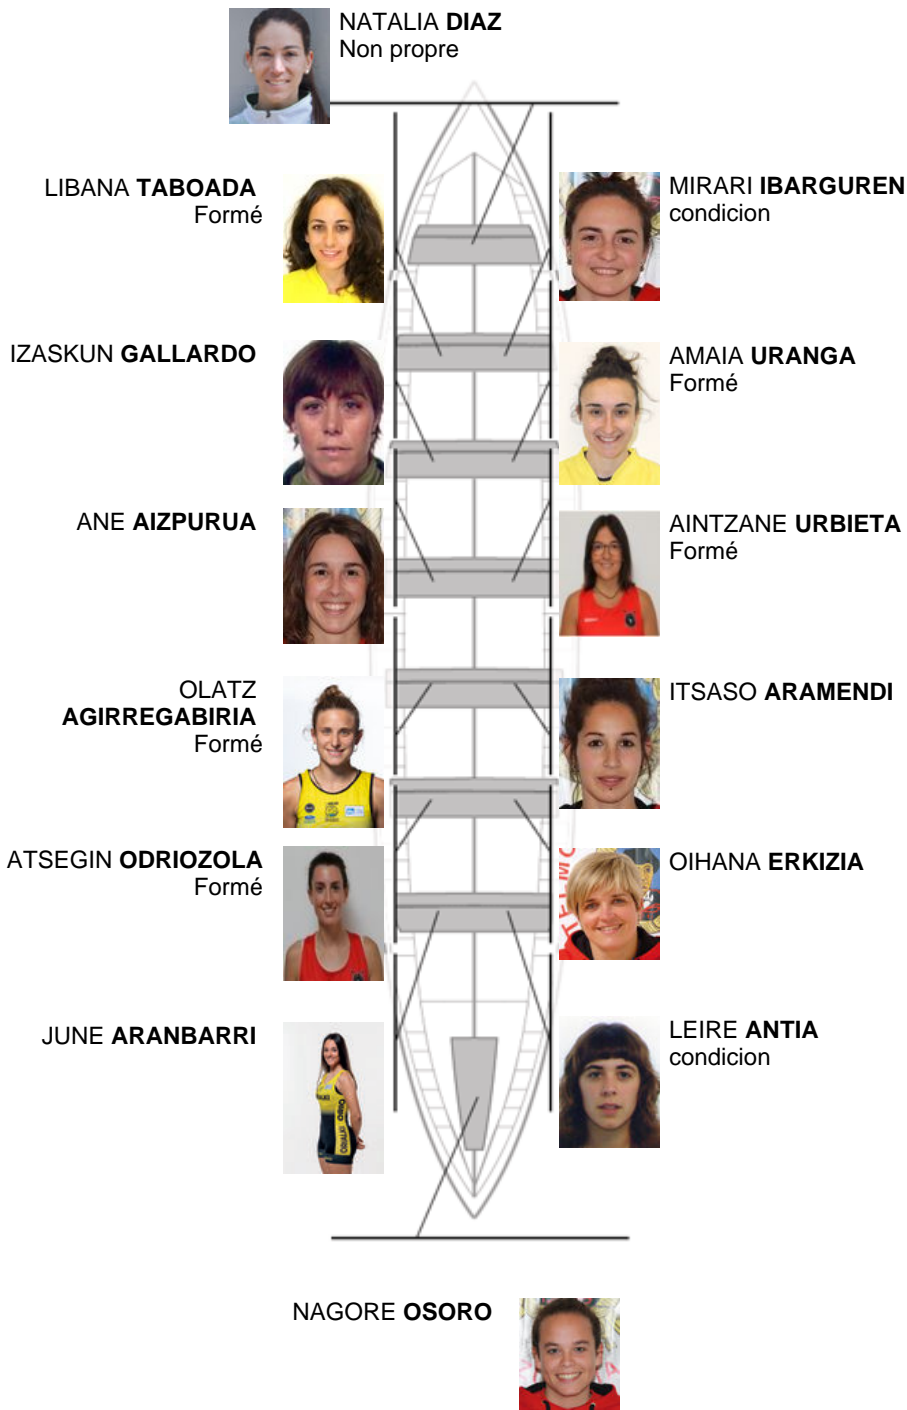 NATALIA DIAZ
Non propre
LIBANA TABOADA
Formé
MIRARI IBARGUREN
condicion
IZASKUN GALLARDO
AMAIA URANGA
Formé
ANE AIZPURUA
AINTZANE URBIETA
Formé
OLATZ
AGIRREGABIRIA
Formé
ITSASO ARAMENDI
ATSEGIN ODRIOZOLA
Formé
OIHANA ERKIZIA
JUNE ARANBARRI
LEIRE ANTIA
condicion
NAGORE OSORO